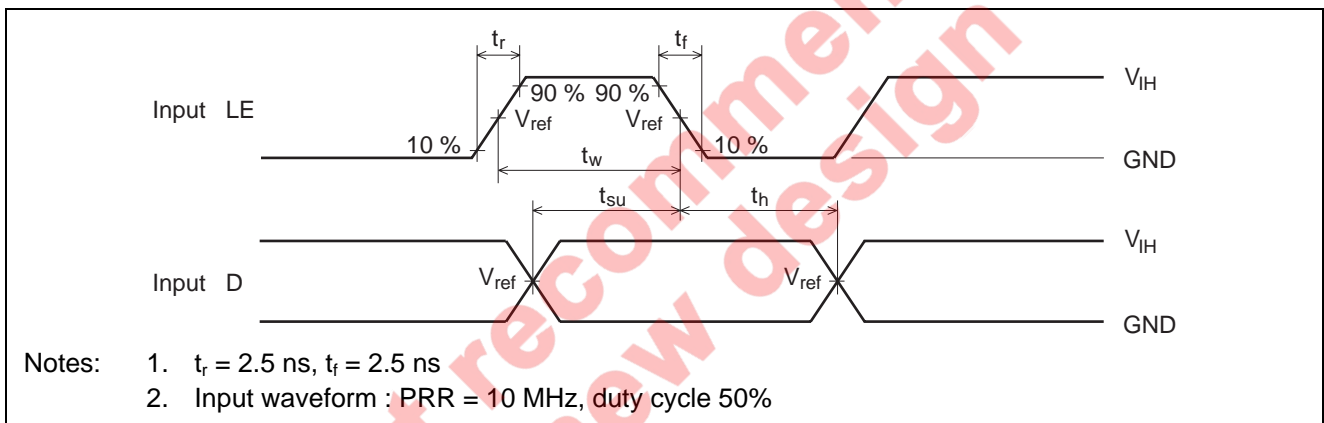 tr
tf
VIH
90 % 90 %
Input LE
Vref
Vref
10 %
10 %
tw
GND
tsu
th
VIH
Input D
Vref
Vref
GND
Notes: 1. tr = 2.5 ns, tf = 2.5 ns
2. Input waveform : PRR = 10 MHz, duty cycle 50%
design